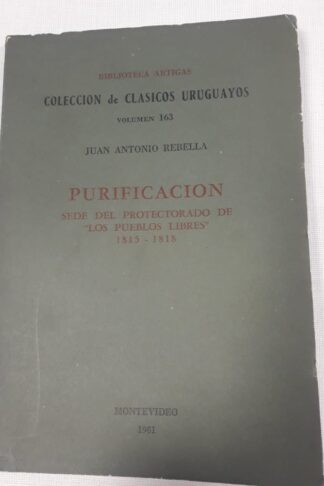 BIBLIOTECA ARTIGAS
COLECCION de CLASICOS URUGUAYOS
VOLUMEN 163
JUAN ANTONIO REBELLA
PURIFICACION
SEDE DEL PROTECTORADO DE
"LOS PUEBLOS LIBRES"
1815 - 1818
MONTEVIDEO
1981